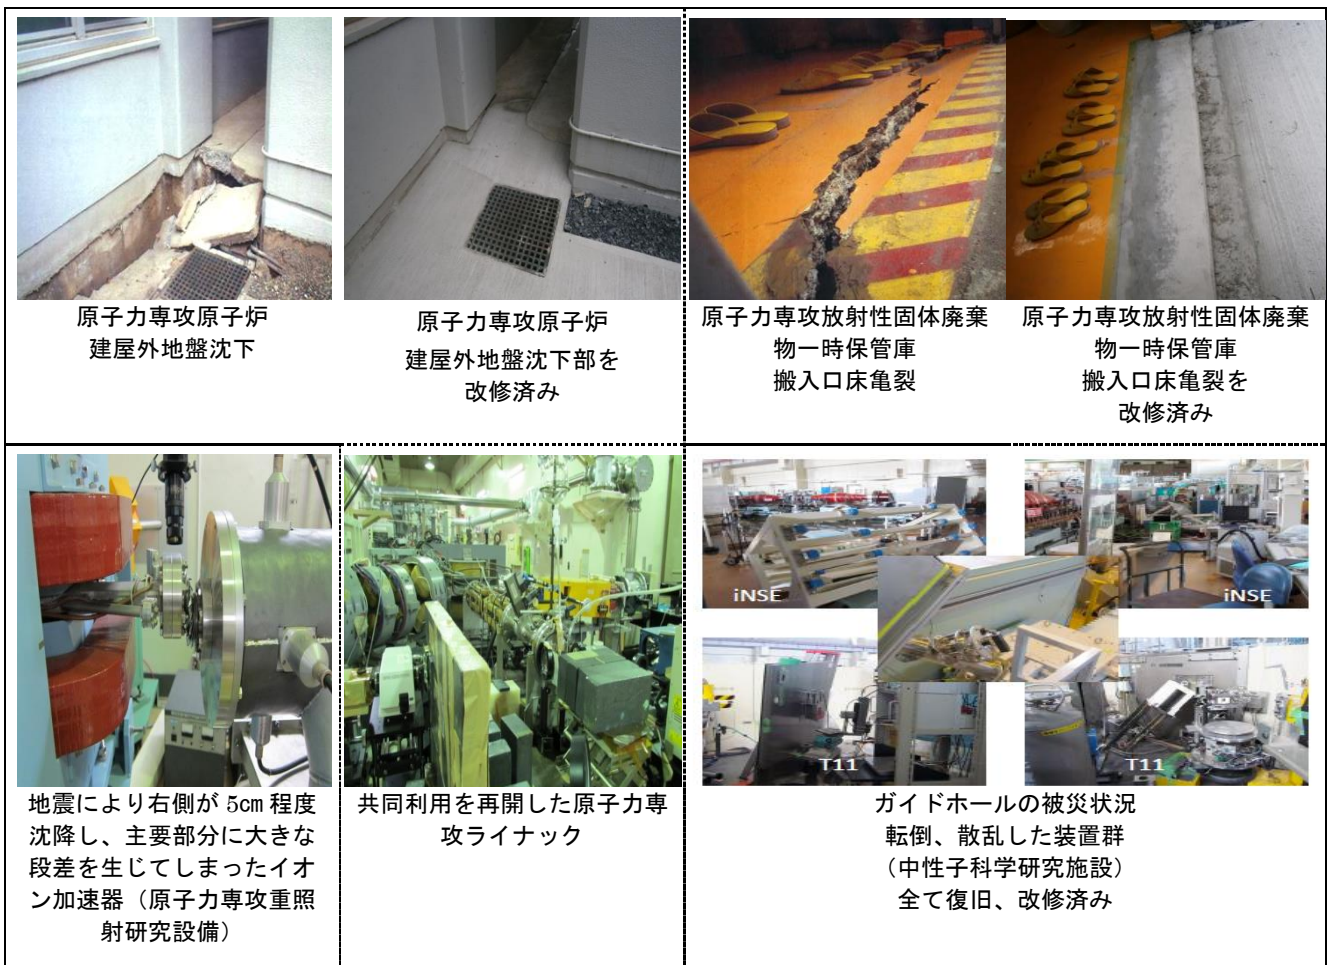 原子力専攻原子炉
建屋外地盤沈下
原子力専攻原子炉
建屋外地盤沈下部を
改修済み
原子力専攻放射性固体廃棄
物一時保管庫
搬入口床亀裂
原子力専攻放射性固体廃棄
物一時保管庫
搬入口床亀裂を
改修済み
地震により右側が 5cm 程度
沈降し、主要部分に大きな
段差を生じてしまったイオ
ン加速器（原子力専攻重照
射研究設備）
共同利用を再開した原子力専
攻ライナック
iNSE
iNSE
T11
T11
ガイドホールの被災状況
転倒、散乱した装置群
（中性子科学研究施設）
全て復旧、改修済み